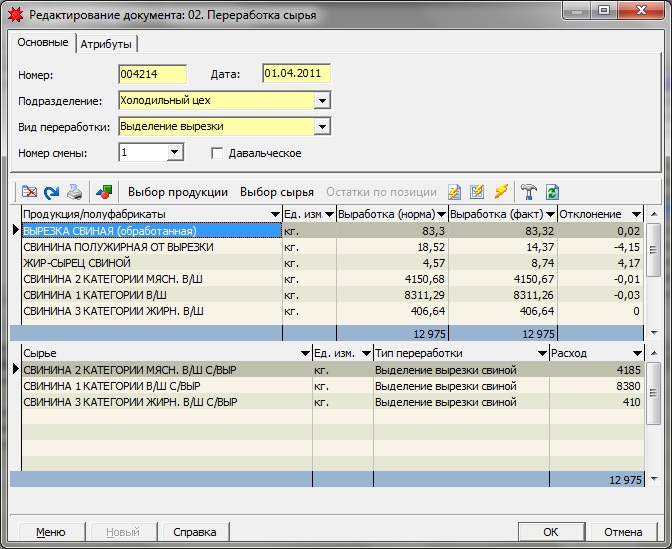 Редактирование документа: 02. Переработка сырья
Основные Атрибуты
Номер: 004214 Дата: 01.04.2011
Подразделение: Холодильный цех
Вид переработки: Выделение вырезки
Номер смены: 1 Давальческое
Выбор продукции Выбор сырья Остатки по позиции
Продукция/полуфабрикаты Ед. изм Выработка (норма) Выработка (факт) Отклонение
ВЫРЕЗКА СВИНАЯ (обработанная) кг. 83,3 83,32 0,02
СВИНИНА ПОЛУЖИРНАЯ ОТ ВЫРЕЗКИ кг. 18,52 14,37 -4,15
ЖИР-СЫРЕЦ СВИНОЙ кг. 4,57 8,74 4,17
СВИНИНА 2 КАТЕГОРИИ МЯСН. В/Ш кг. 4150,68 4150,67 -0,01
СВИНИНА 1 КАТЕГОРИИ В/Ш кг. 8311,29 8311,26 -0,03
СВИНИНА 3 КАТЕГОРИИ ЖИРН. В/Ш кг. 406,64 406,64 0
12 975 12 975
Сырье Ед. изм. Тип переработки Расход
СВИНИНА 2 КАТЕГОРИИ МЯСН. В/Ш С/ВЫР кг. Выделение вырезки свиной 4185
СВИНИНА 1 КАТЕГОРИИ В/Ш С/ВЫР кг. Выделение вырезки свиной 8380
СВИНИНА 3 КАТЕГОРИИ ЖИРН. В/Ш С/ВЫР кг. Выделение вырезки свиной 410
12 975
Меню Новый Справка ОК Отмена